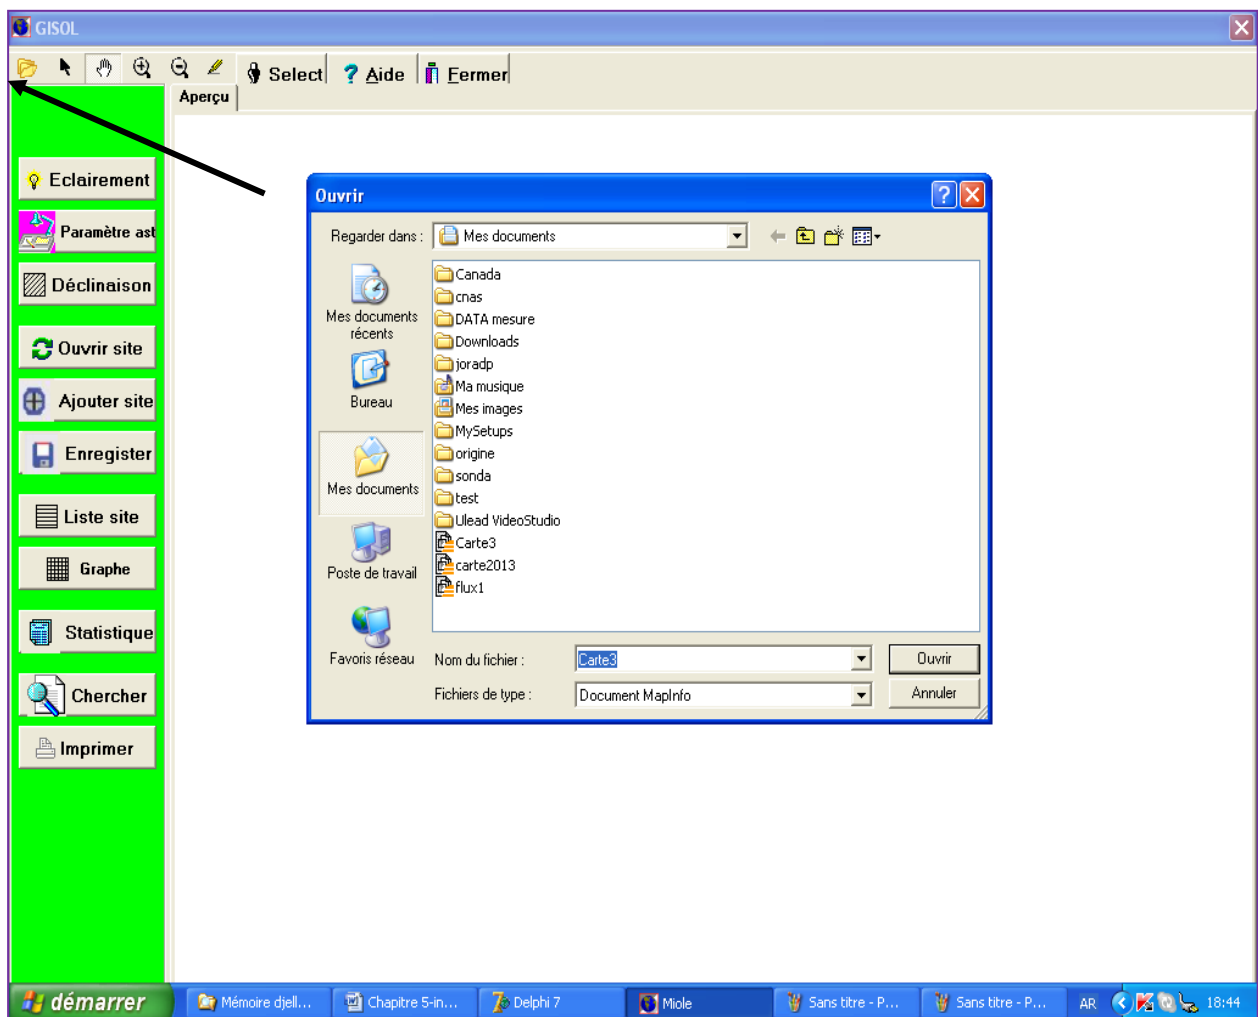 GISOL
Select
Aide
Fermer
Aperçu
Eclairement
Paramètre ast
Déclinaison
Ouvrir site
Ajouter site
Enregister
Liste site
Graphe
Statistique
Chercher
Imprimer
Ouvrir
Regarder dans :
Mes documents
Mes documents
récents
Bureau
Mes documents
Poste de travail
Favoris réseau
Canada
cnas
DATA mesure
Downloads
joradp
Ma musique
Mes images
MySetups
origine
sonda
test
Ulead VideoStudio
Carte3
carte2013
flux1
Nom du fichier :
Carte3
Ouvrir
Fichiers de type :
Document MapInfo
Annuler
démarrer
Mémoire djell...
Chapitre 5-in...
Delphi 7
Miole
Sans titre - P...
Sans titre - P...
AR
18:44